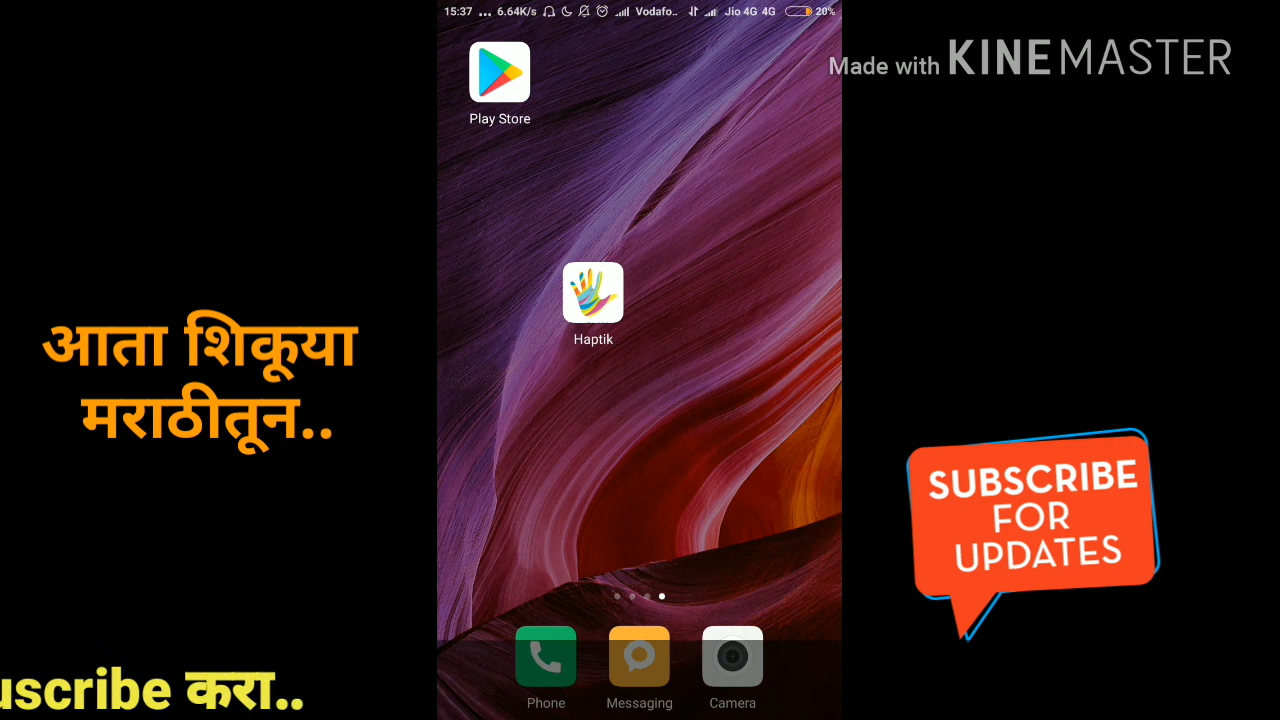 15:37 ... 6.64K/s Vodafo.. Jio 4G 4G 20%
Made with KINEMASTER
Play Store
Haptik
आता शिकूया
मराठीतून..
SUBSCRIBE
FOR
UPDATES
uscribe करा..
Phone Messaging Camera